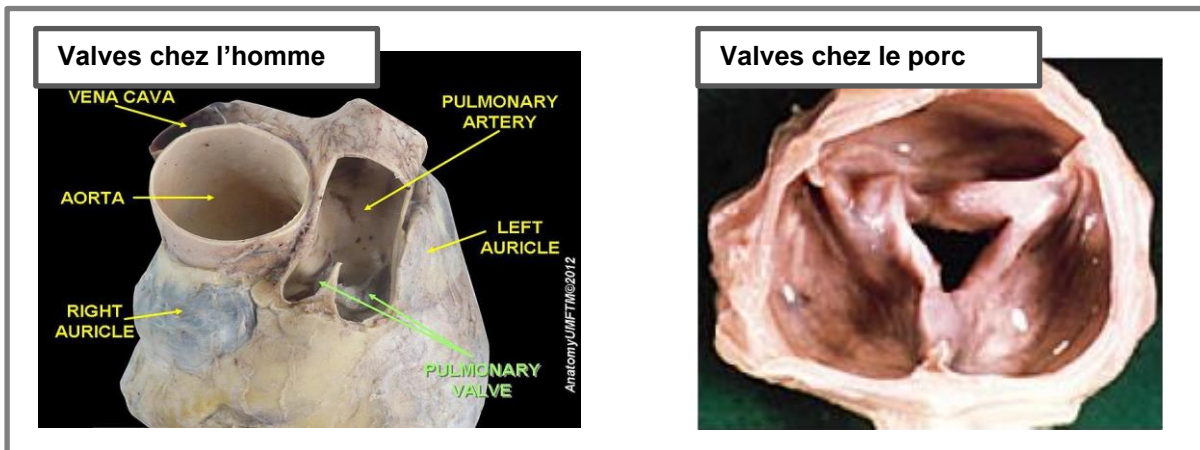 Valves chez l’homme
VENA CAVA
PULMONARY
ARTERY
AORTA
LEFT
AURICLE
RIGHT
AURICLE
PULMONARY
VALVE
AnatomyUMFTM©2012
Valves chez le porc